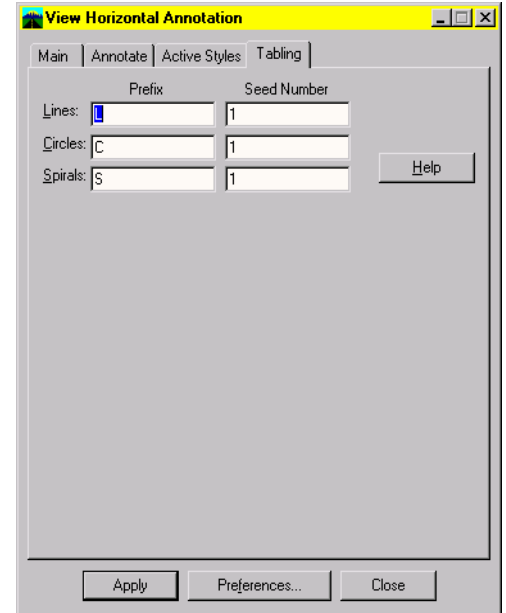 View Horizontal Annotation
Main Annotate Active Styles Tabling
Prefix Seed Number
Lines: L 1
Circles: C 1
Spirals: S 1
Help
Apply Preferences... Close